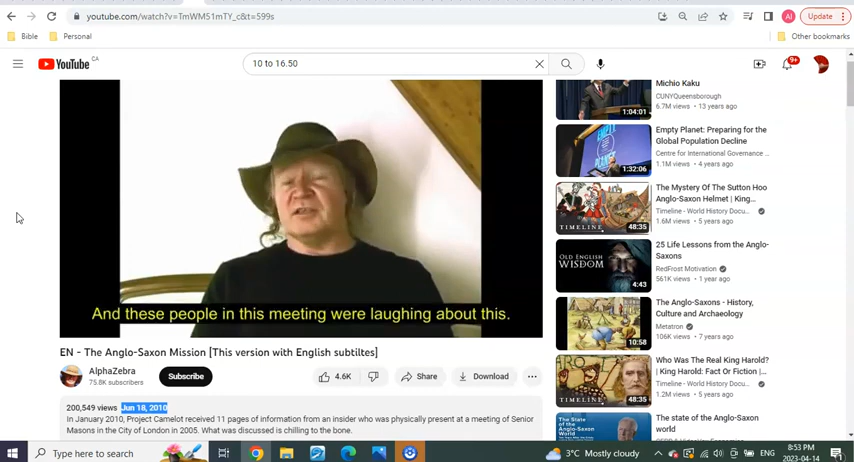 youtube.com/watch?v=TmWM51mTY_c&t=599s
Update
Bible
Personal
Other bookmarks
YouTube CA
10 to 16.50
9+
And these people in this meeting were laughing about this.
EN - The Anglo-Saxon Mission [This version with English subtiltes]
AlphaZebra
75.8K subscribers
Subscribe
4.6K
Share
Download
200,549 views Jun 18, 2010
In January 2010, Project Camelot received 11 pages of information from an insider who was physically present at a meeting of Senior
Masons in the City of London in 2005. What was discussed is chilling to the bone.
Michio Kaku
CUNYQueensborough
6.7M views • 13 years ago
1:04:01
Empty Planet: Preparing for the
Global Population Decline
Centre for International Governance ...
1.1M views • 4 years ago
1:32:06
The Mystery Of The Sutton Hoo
Anglo-Saxon Helmet | King...
Timeline - World History Docu...
1.6M views • 5 years ago
TIMELINE
48:35
25 Life Lessons from the Anglo-
Saxons
RedFrost Motivation
561K views • 1 year ago
OLD ENGLISH
WISDOM
4:43
The Anglo-Saxons - History,
Culture and Archaeology
Metatron
106K views • 7 years ago
10:58
Who Was The Real King Harold?
| King Harold: Fact Or Fiction |...
Timeline - World History Docu...
1.2M views • 5 years ago
TIMELINE
48:35
The state of the Anglo-Saxon
world
The State of the
Anglo-Saxon
World
Type here to search
3°C Mostly cloudy
ENG
8:53 PM
2023-04-14